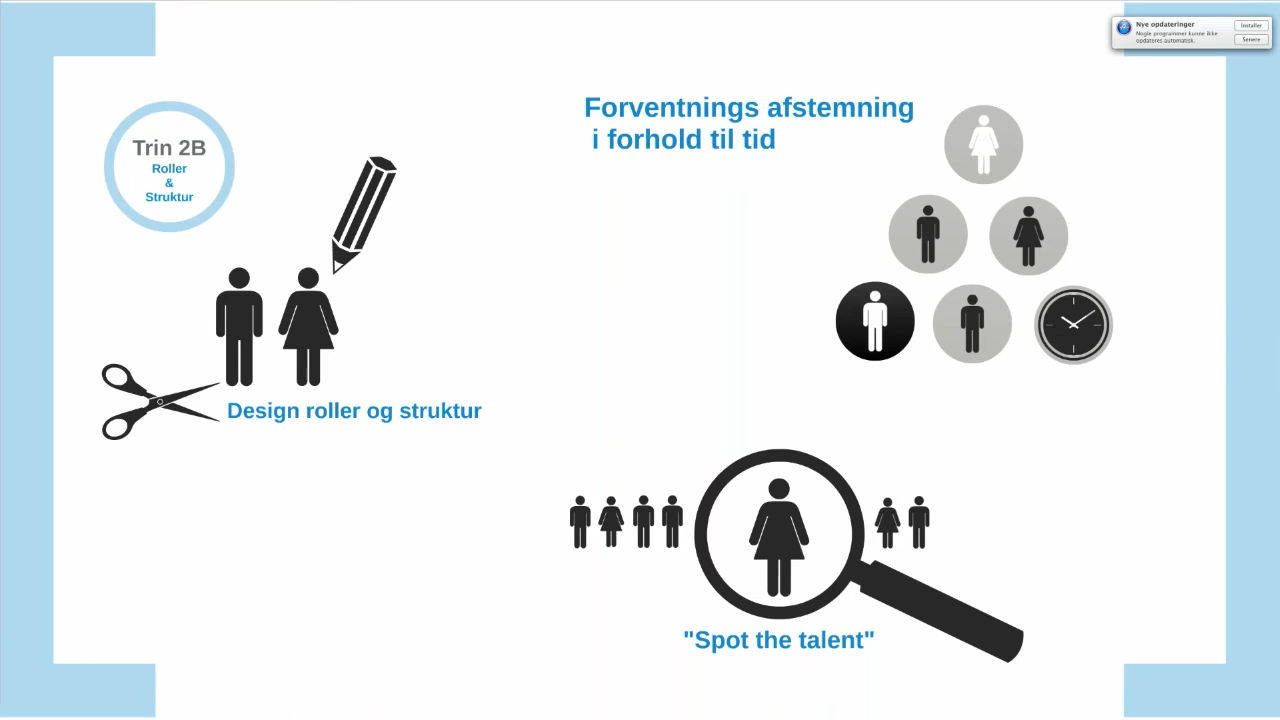 Nye opdateringer
Nogle programmer kunne ikke
opdateres automatisk.
Installer
Senere
Forventnings afstemning
i forhold til tid
Trin 2B
Roller
&
Struktur
Design roller og struktur
"Spot the talent"